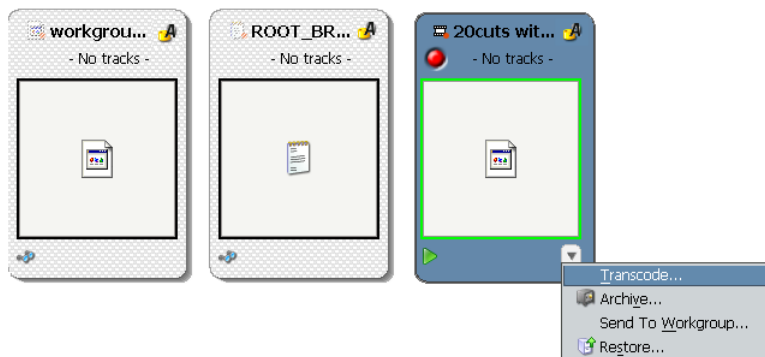 workgrou...
- No tracks -
ROOT_BR...
- No tracks -
20cuts wit...
- No tracks -
Transcode...
Archive...
Send To Workgroup...
Restore...